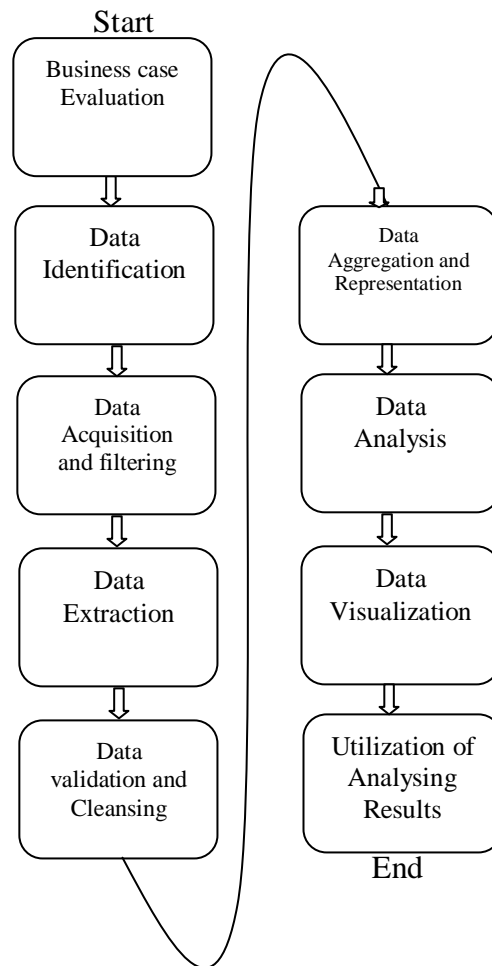 Start
Business case
Evaluation
Data
Identification
Data
Acquisition
and filtering
Data
Extraction
Data
validation and
Cleansing
Data
Aggregation and
Representation
Data
Analysis
Data
Visualization
Utilization of
Analysing
Results
End